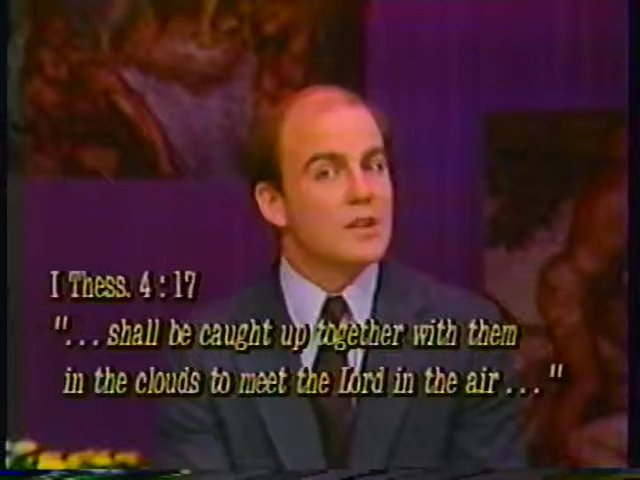 I Thess. 4:17
"...shall be caught up together with them
in the clouds to meet the Lord in the air..."